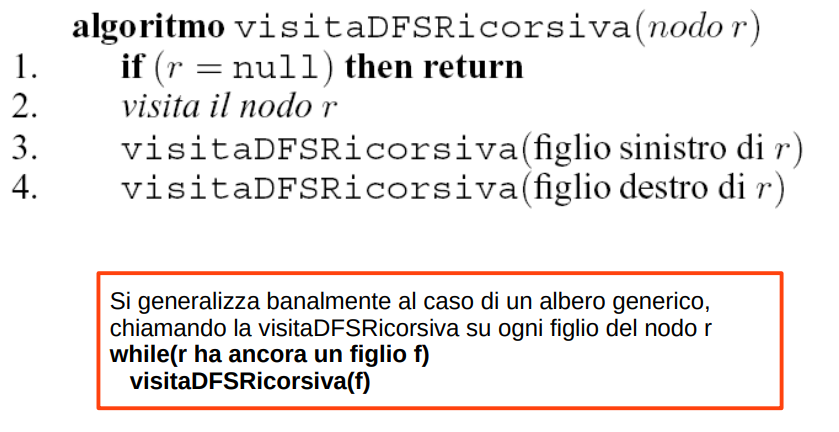 algoritmo visitaDFSRicorsiva(nodo r)
1. if (r = null) then return
2. visita il nodo r
3. visitaDFSRicorsiva(figlio sinistro di r)
4. visitaDFSRicorsiva(figlio destro di r)
Si generalizza banalmente al caso di un albero generico,
chiamando la visitaDFSRicorsiva su ogni figlio del nodo r
while(r ha ancora un figlio f)
visitaDFSRicorsiva(f)